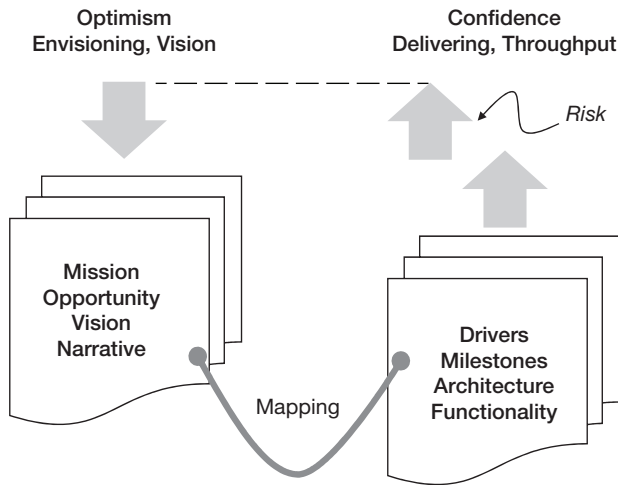 Optimism
Envisioning, Vision
Confidence
Delivering, Throughput
Risk
Mission
Opportunity
Vision
Narrative
Drivers
Milestones
Architecture
Functionality
Mapping